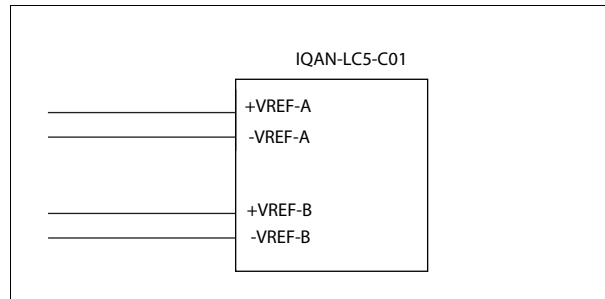 IQAN-LC5-C01
+VREF-A
-VREF-A
+VREF-B
-VREF-B